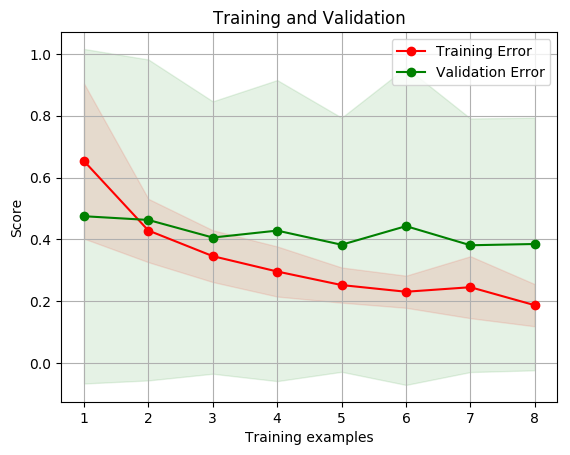 Training and Validation
Training Error
Validation Error
Score
1.0
0.8
0.6
0.4
0.2
0.0
1 2 3 4 5 6 7 8
Training examples